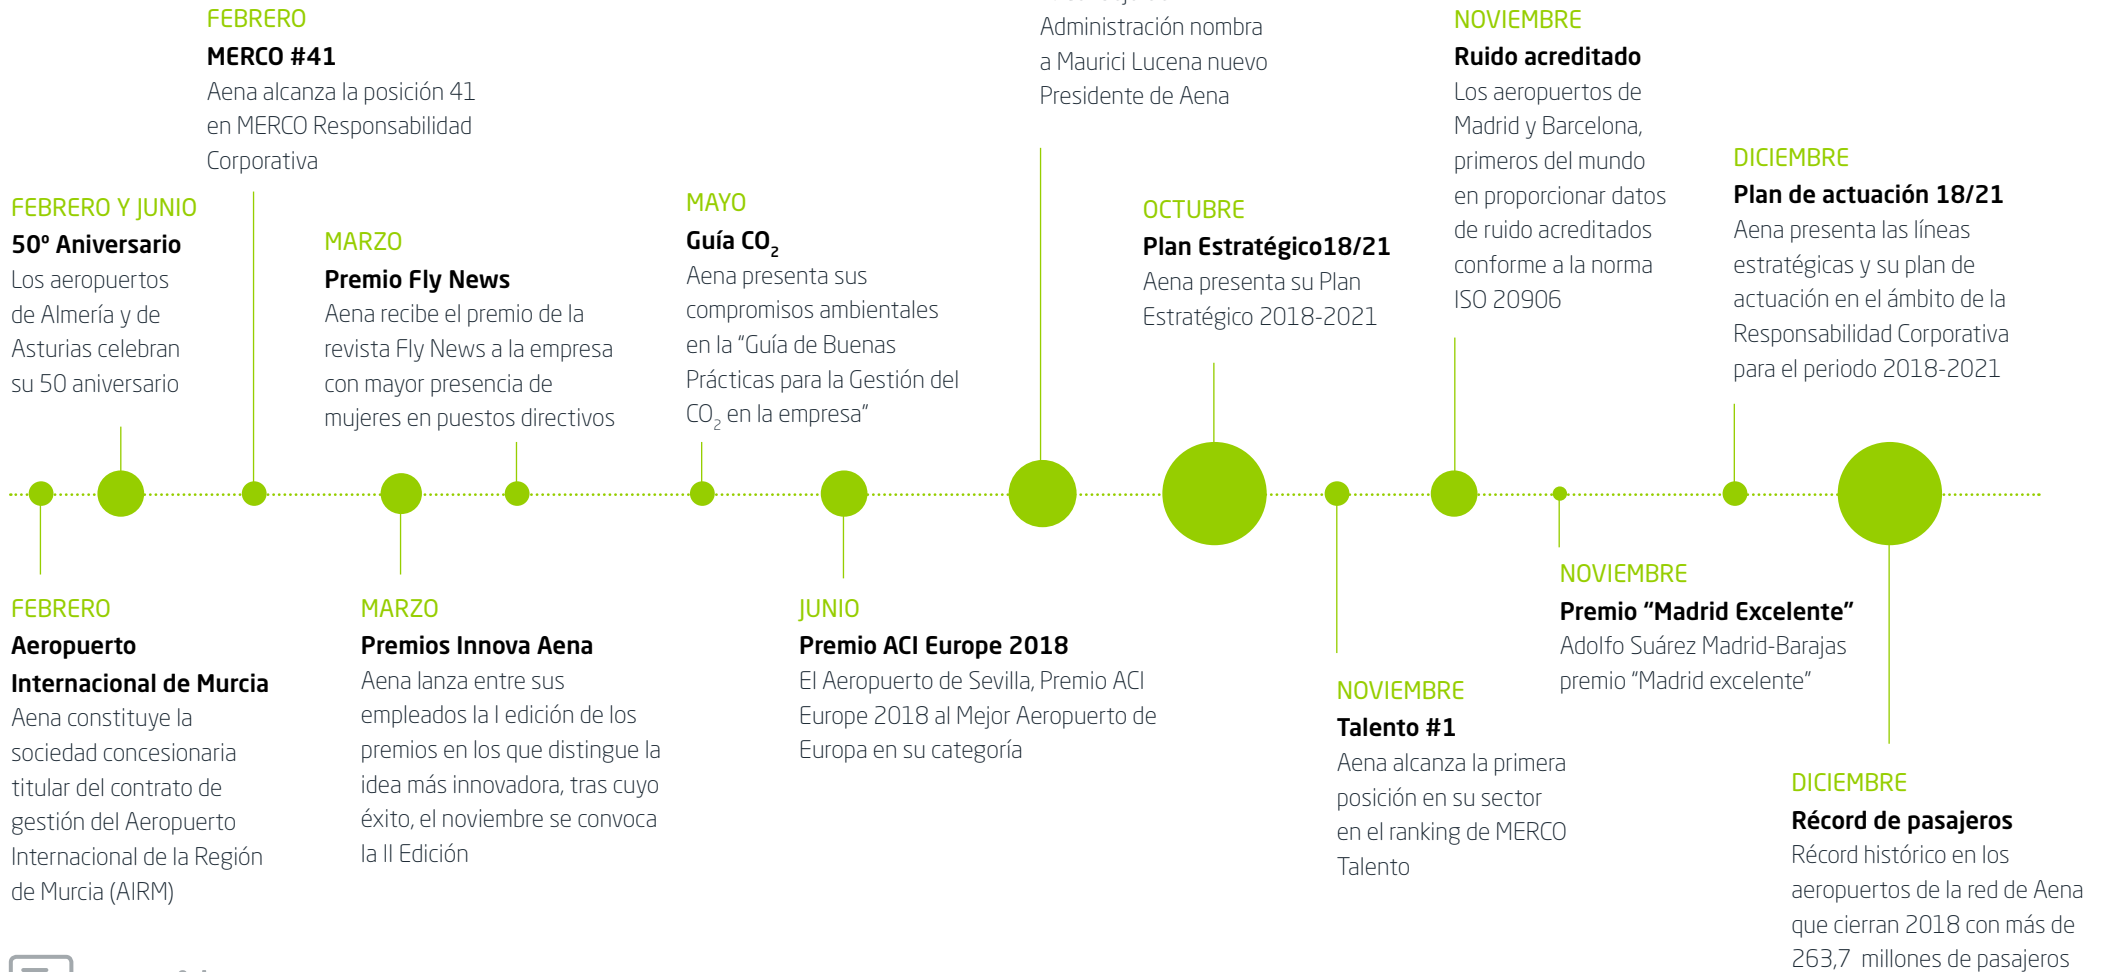 FEBRERO
MERCO #41
Aena alcanza la posición 41
en MERCO Responsabilidad
Corporativa
FEBRERO Y JUNIO
50º Aniversario
Los aeropuertos
de Almería y de
Asturias celebran
su 50 aniversario
MARZO
Premio Fly News
Aena recibe el premio de la
revista Fly News a la empresa
con mayor presencia de
mujeres en puestos directivos
MAYO
Guía CO₂
Aena presenta sus
compromisos ambientales
en la “Guía de Buenas
Prácticas para la Gestión del
CO₂ en la empresa”
Administración nombra
a Maurici Lucena nuevo
Presidente de Aena
OCTUBRE
Plan Estratégico18/21
Aena presenta su Plan
Estratégico 2018-2021
NOVIEMBRE
Ruido acreditado
Los aeropuertos de
Madrid y Barcelona,
primeros del mundo
en proporcionar datos
de ruido acreditados
conforme a la norma
ISO 20906
DICIEMBRE
Plan de actuación 18/21
Aena presenta las líneas
estratégicas y su plan de
actuación en el ámbito de la
Responsabilidad Corporativa
para el periodo 2018-2021
FEBRERO
Aeropuerto
Internacional de Murcia
Aena constituye la
sociedad concesionaria
titular del contrato de
gestión del Aeropuerto
Internacional de la Región
de Murcia (AIRM)
MARZO
Premios Innova Aena
Aena lanza entre sus
empleados la I edición de los
premios en los que distingue la
idea más innovadora, tras cuyo
éxito, el noviembre se convoca
la II Edición
JUNIO
Premio ACI Europe 2018
El Aeropuerto de Sevilla, Premio ACI
Europe 2018 al Mejor Aeropuerto de
Europa en su categoría
NOVIEMBRE
Talento #1
Aena alcanza la primera
posición en su sector
en el ranking de MERCO
Talento
NOVIEMBRE
Premio “Madrid Excelente”
Adolfo Suárez Madrid-Barajas
premio “Madrid excelente”
DICIEMBRE
Récord de pasajeros
Récord histórico en los
aeropuertos de la red de Aena
que cierran 2018 con más de
263,7 millones de pasajeros